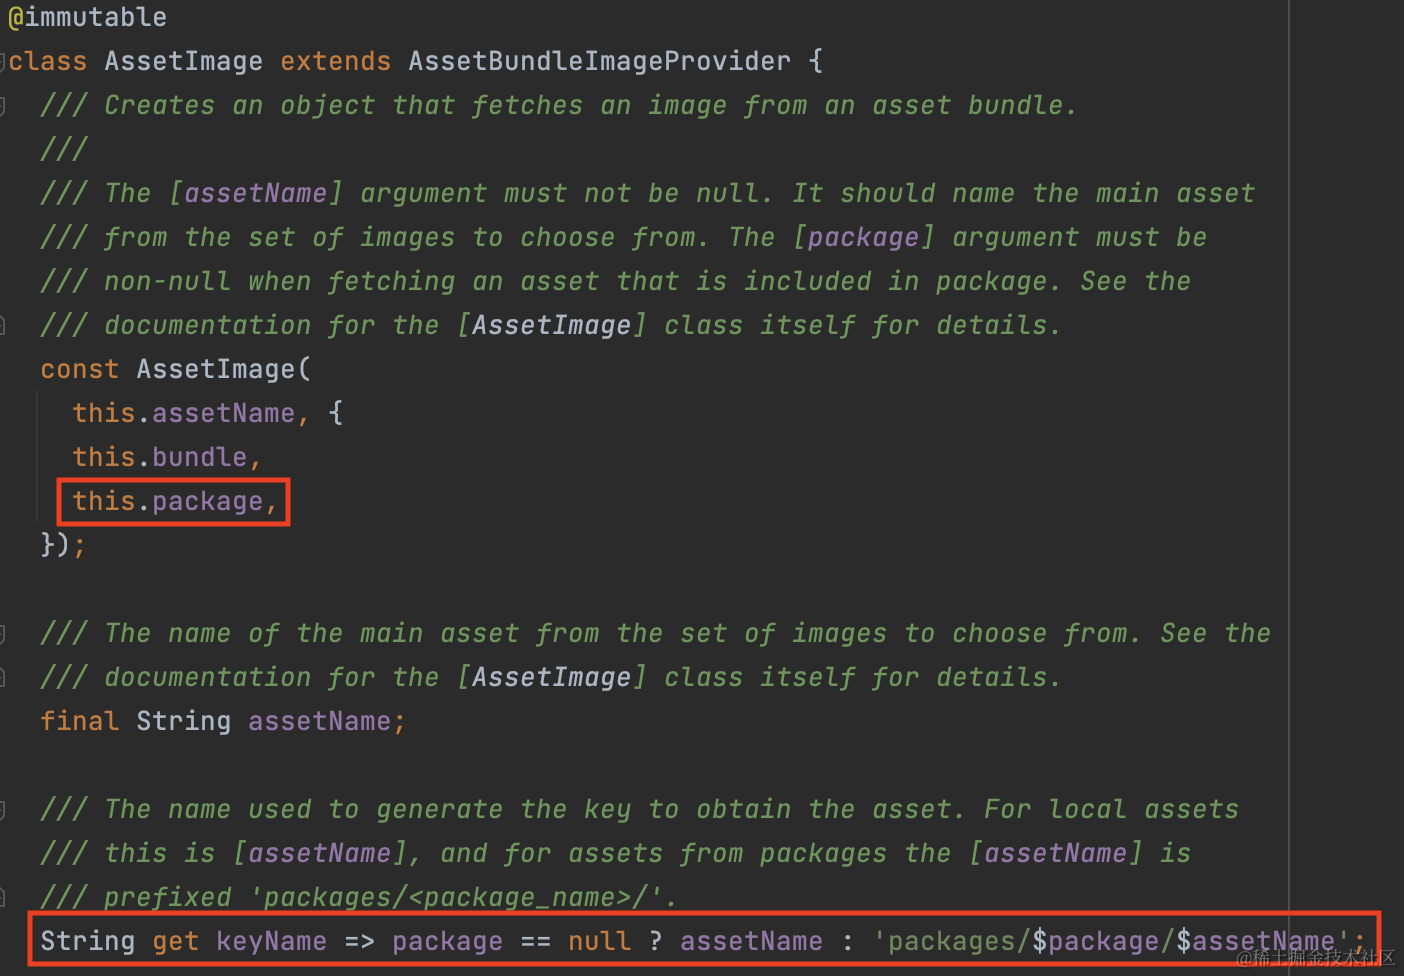 @immutable
class AssetImage extends AssetBundleImageProvider {
/// Creates an object that fetches an image from an asset bundle.
///
/// The [assetName] argument must not be null. It should name the main asset
/// from the set of images to choose from. The [package] argument must be
/// non-null when fetching an asset that is included in package. See the
/// documentation for the [AssetImage] class itself for details.
const AssetImage(
this.assetName, {
this.bundle,
this.package,
});
/// The name of the main asset from the set of images to choose from. See the
/// documentation for the [AssetImage] class itself for details.
final String assetName;
/// The name used to generate the key to obtain the asset. For local assets
/// this is [assetName], and for assets from packages the [assetName] is
/// prefixed 'packages/<package_name>/'.
String get keyName => package == null ? assetName : 'packages/$package/$assetName';
@稀土掘金技术社区